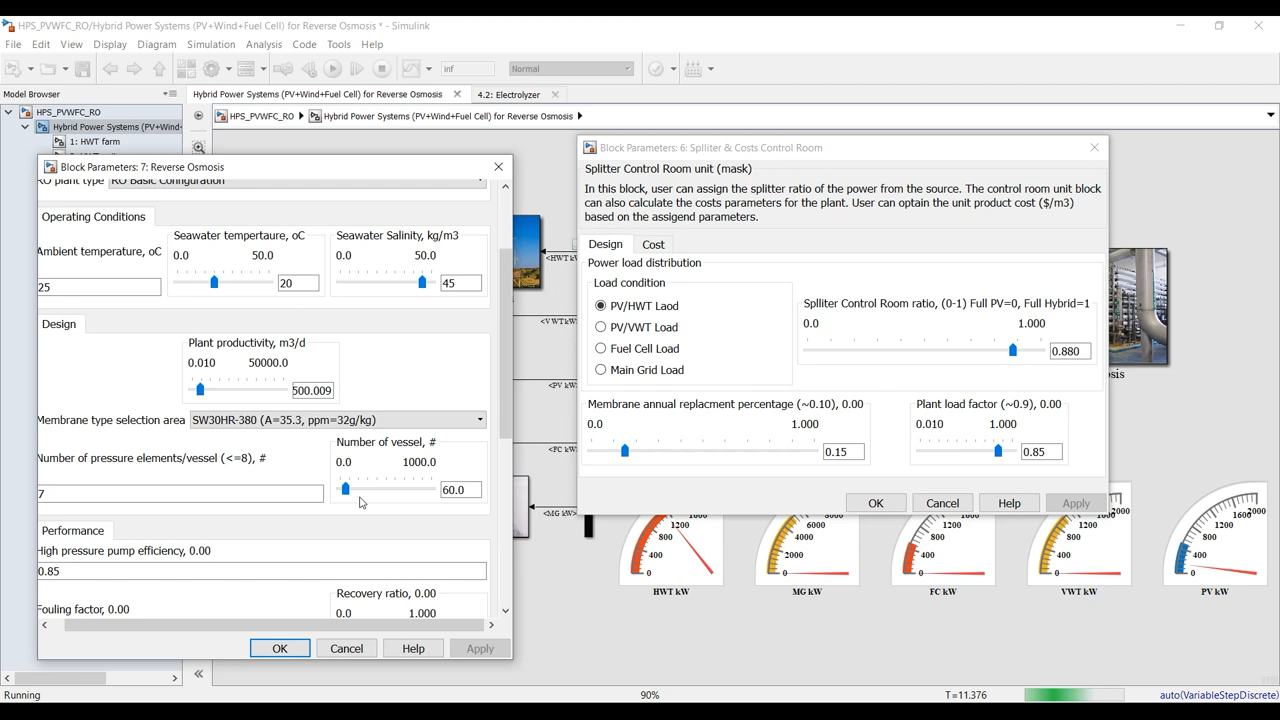 HPS_PVWFC_RO/Hybrid Power Systems (PV+Wind+Fuel Cell) for Reverse Osmosis * - Simulink
File Edit View Display Diagram Simulation Analysis Code Tools Help
inf
Normal
Model Browser
Hybrid Power Systems (PV+Wind+Fuel Cell) for Reverse Osmosis
4.2: Electrolyzer
HPS_PVWFC_RO
Hybrid Power Systems (PV+Wind-
1: HWT farm
HPS_PVWFC_RO
Hybrid Power Systems (PV+Wind+Fuel Cell) for Reverse Osmosis
Block Parameters: 7: Reverse Osmosis
RO plant type RO Basic Configuration
Operating Conditions
Ambient temperature, oC
25
Seawater tempertaure, oC
0.0 50.0
20
Seawater Salinity, kg/m3
0.0 50.0
45
Design
Plant productivity, m3/d
0.010 50000.0
500.009
Membrane type selection area SW30HR-380 (A=35.3, ppm=32g/kg)
Number of pressure elements/vessel (<=8), #
7
Number of vessel, #
0.0 1000.0
60.0
Performance
High pressure pump efficiency, 0.00
0.85
Fouling factor, 0.00
Recovery ratio, 0.00
0.0 1.000
OK Cancel Help Apply
<HWT k
<VWT kW
<PV kW
<FC kW>
<MG kW>
Block Parameters: 6: Splliter & Costs Control Room
Splitter Control Room unit (mask)
In this block, user can assign the splitter ratio of the power from the source. The control room unit block
can also calculate the costs parameters for the plant. User can optain the unit product cost ($/m3)
based on the assigend parameters.
Design Cost
Power load distribution
Load condition
PV/HWT Laod
PV/VWT Load
Fuel Cell Load
Main Grid Load
Splliter Control Room ratio, (0-1) Full PV=0, Full Hybrid=1
0.0 1.000
0.880
Membrane annual replacment percentage (~0.10), 0.00
0.0 1.000
0.15
Plant load factor (~0.9), 0.00
0.010 1.000
0.85
OK Cancel Help Apply
osis
0 400 800 1200
HWT kW
0 2000 4000 6000
MG kW
0 400 800 1200 1600 2000
FC kW
0 400 800 1200 1600 2000
VWT kW
0 400 800 1200 1600 2000
PV kW
Running
90%
T=11.376
auto(VariableStepDiscrete)